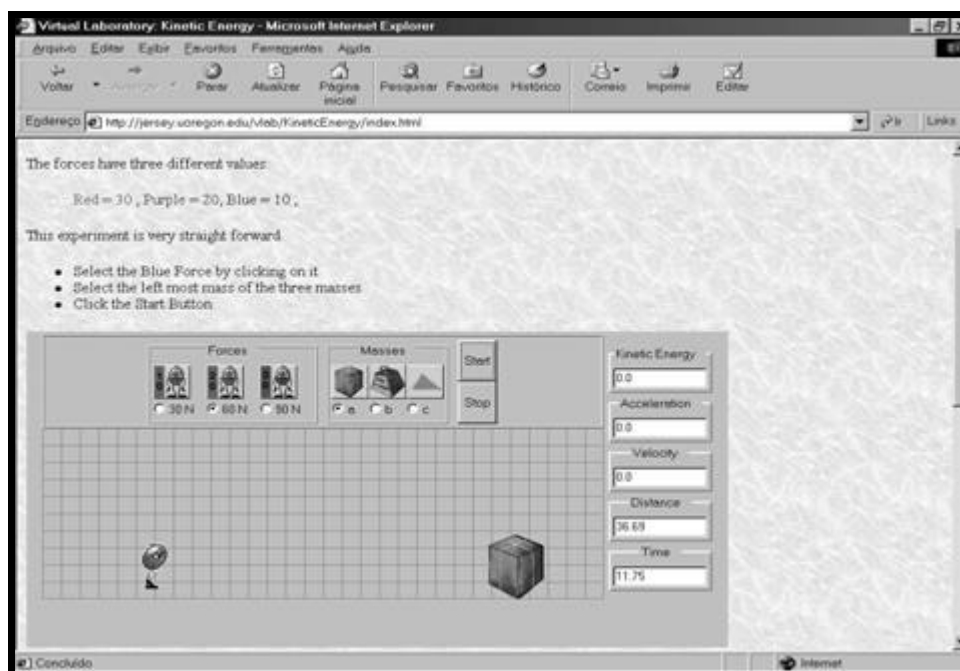 Virtual Laboratory: Kinetic Energy - Microsoft Internet Explorer
Arquivo Editar Exibir Favoritos Ferramentas Ajuda
Voltar Avançar Parar Atualizar Página inicial Pesquisar Favoritos Histórico Correio Imprimir Editar
Endereço http://jersey.uoregon.edu/vlab/KineticEnergy/index.html Ir Links
The forces have three different values:
Red = 30 , Purple = 20, Blue = 10 ,
This experiment is very straight forward
• Select the Blue Force by clicking on it
• Select the left most mass of the three masses
• Click the Start Button
Forces
30 N 60 N 90 N
Masses
a b c
Start
Stop
Kinetic Energy
0.0
Acceleration
0.0
Velocity
0.0
Distance
36.69
Time
11.75
Concluído
Internet